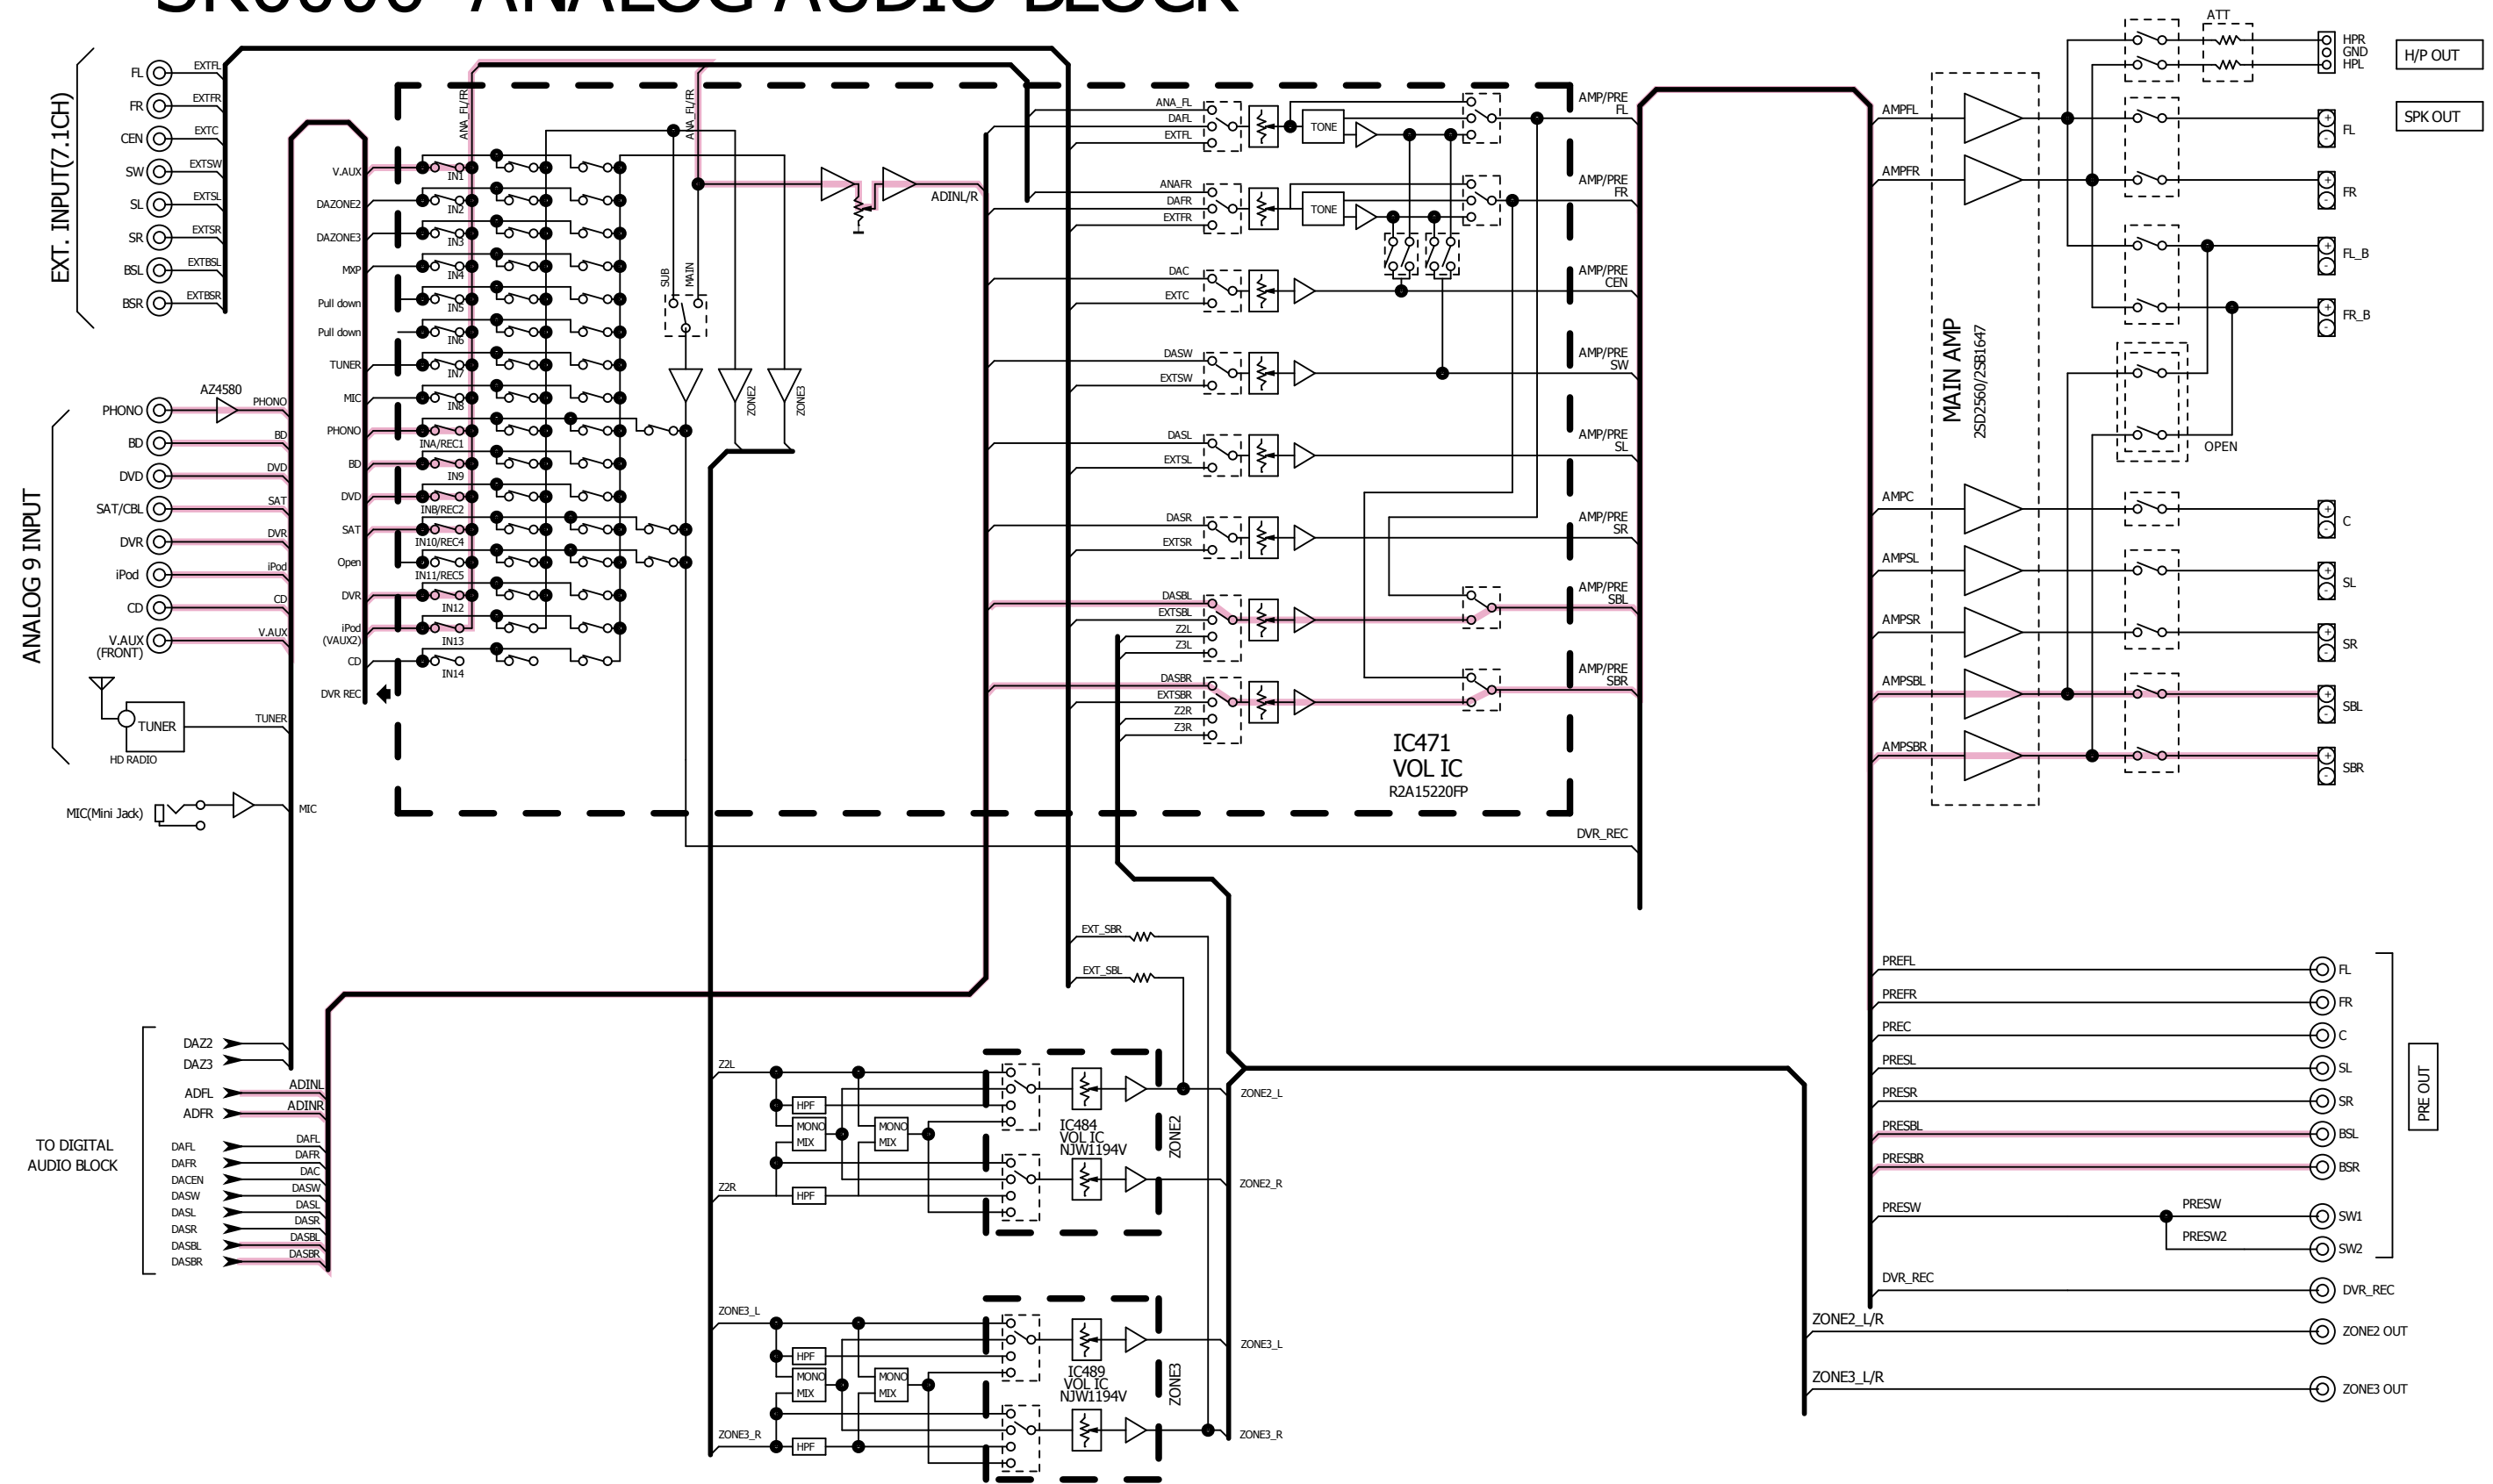 ANALOG AUDIO BLOCK
EXT. INPUT(7.1CH)
FL
EXTFL
FR
EXTFR
CEN
EXTC
SW
EXTSW
SL
EXTSL
SR
EXTSR
BSL
EXTBSL
BSR
EXTBSR
ANALOG 9 INPUT
AZ4580
PHONO
PHONO
BD
BD
DVD
DVD
SAT/CBL
SAT
DVR
DVR
iPod
iPod
CD
CD
V.AUX
(FRONT)
V.AUX
TUNER
TUNER
HD RADIO
MIC(Mini Jack)
MIC
V.AUX
IN1
DAZONE2
IN2
DAZONE3
IN3
MXP
IN4
Pull down
IN5
Pull down
IN6
TUNER
IN7
MIC
IN8
PHONO
INA/REC1
BD
IN9
DVD
INB/REC2
SAT
IN10/REC4
Open
IN11/REC5
DVR
IN12
iPod
(VAUX2)
IN13
CD
IN14
DVR REC
ANA_FL/FR
ANA_FL/FR
SUB
MAIN
ZONE2
ZONE3
ADINL/R
ANA_FL
DAFL
EXTFL
TONE
AMP/PRE
FL
ANAFR
DAFR
EXTFR
TONE
AMP/PRE
FR
DAC
EXTC
AMP/PRE
CEN
DASW
EXTSW
AMP/PRE
SW
DASL
EXTSL
AMP/PRE
SL
DASR
EXTSR
AMP/PRE
SR
DASBL
EXTSBL
Z2L
Z3L
AMP/PRE
SBL
DASBR
EXTSBR
Z2R
Z3R
AMP/PRE
SBR
IC471
VOL IC
R2A15220FP
DVR_REC
EXT_SBR
EXT_SBL
MAIN AMP
2SD2560/2SB1647
AMPFL
AMPFR
AMPC
AMPSL
AMPSR
AMPSBL
AMPSBR
ATT
HPR
GND
HPL
H/P OUT
SPK OUT
+
-
FL
+
-
FR
+
-
FL_B
+
-
FR_B
OPEN
+
-
C
+
-
SL
+
-
SR
+
-
SBL
+
-
SBR
PREFL
FL
PREFR
FR
PREC
C
PRESL
SL
PRESR
SR
PRESBL
BSL
PRESBR
BSR
PRESW
PRESW
SW1
PRESW2
SW2
PRE OUT
DVR_REC
DVR_REC
ZONE2_L/R
ZONE2 OUT
ZONE3_L/R
ZONE3 OUT
TO DIGITAL
AUDIO BLOCK
DAZ2
DAZ3
ADFL
ADINL
ADFR
ADINR
DAFL
DAFL
DAFR
DAFR
DACEN
DAC
DASW
DASW
DASL
DASL
DASR
DASR
DASBL
DASBL
DASBR
DASBR
Z2L
HPF
MONO
MIX
MONO
MIX
Z2R
HPF
IC484
VOL IC
NJW1194V
ZONE2
ZONE2_L
ZONE2_R
ZONE3_L
HPF
MONO
MIX
MONO
MIX
ZONE3_R
HPF
IC489
VOL IC
NJW1194V
ZONE3
ZONE3_L
ZONE3_R